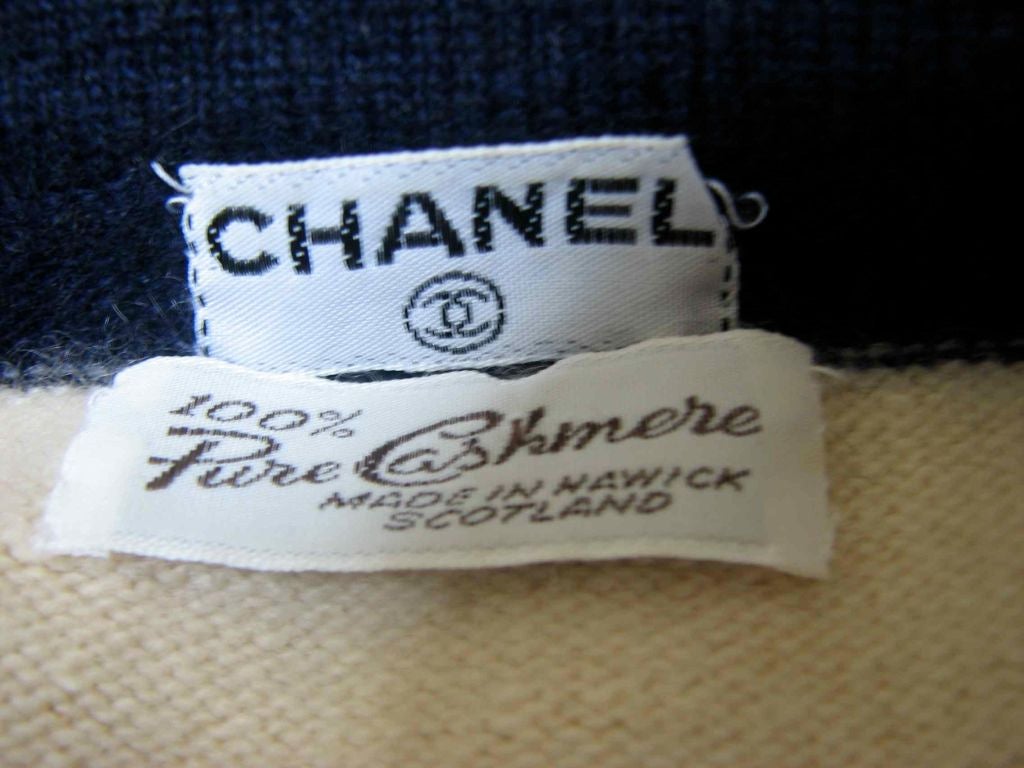 CHANEL
100%
Pure Cashmere
MADE IN HAWICK
SCOTLAND